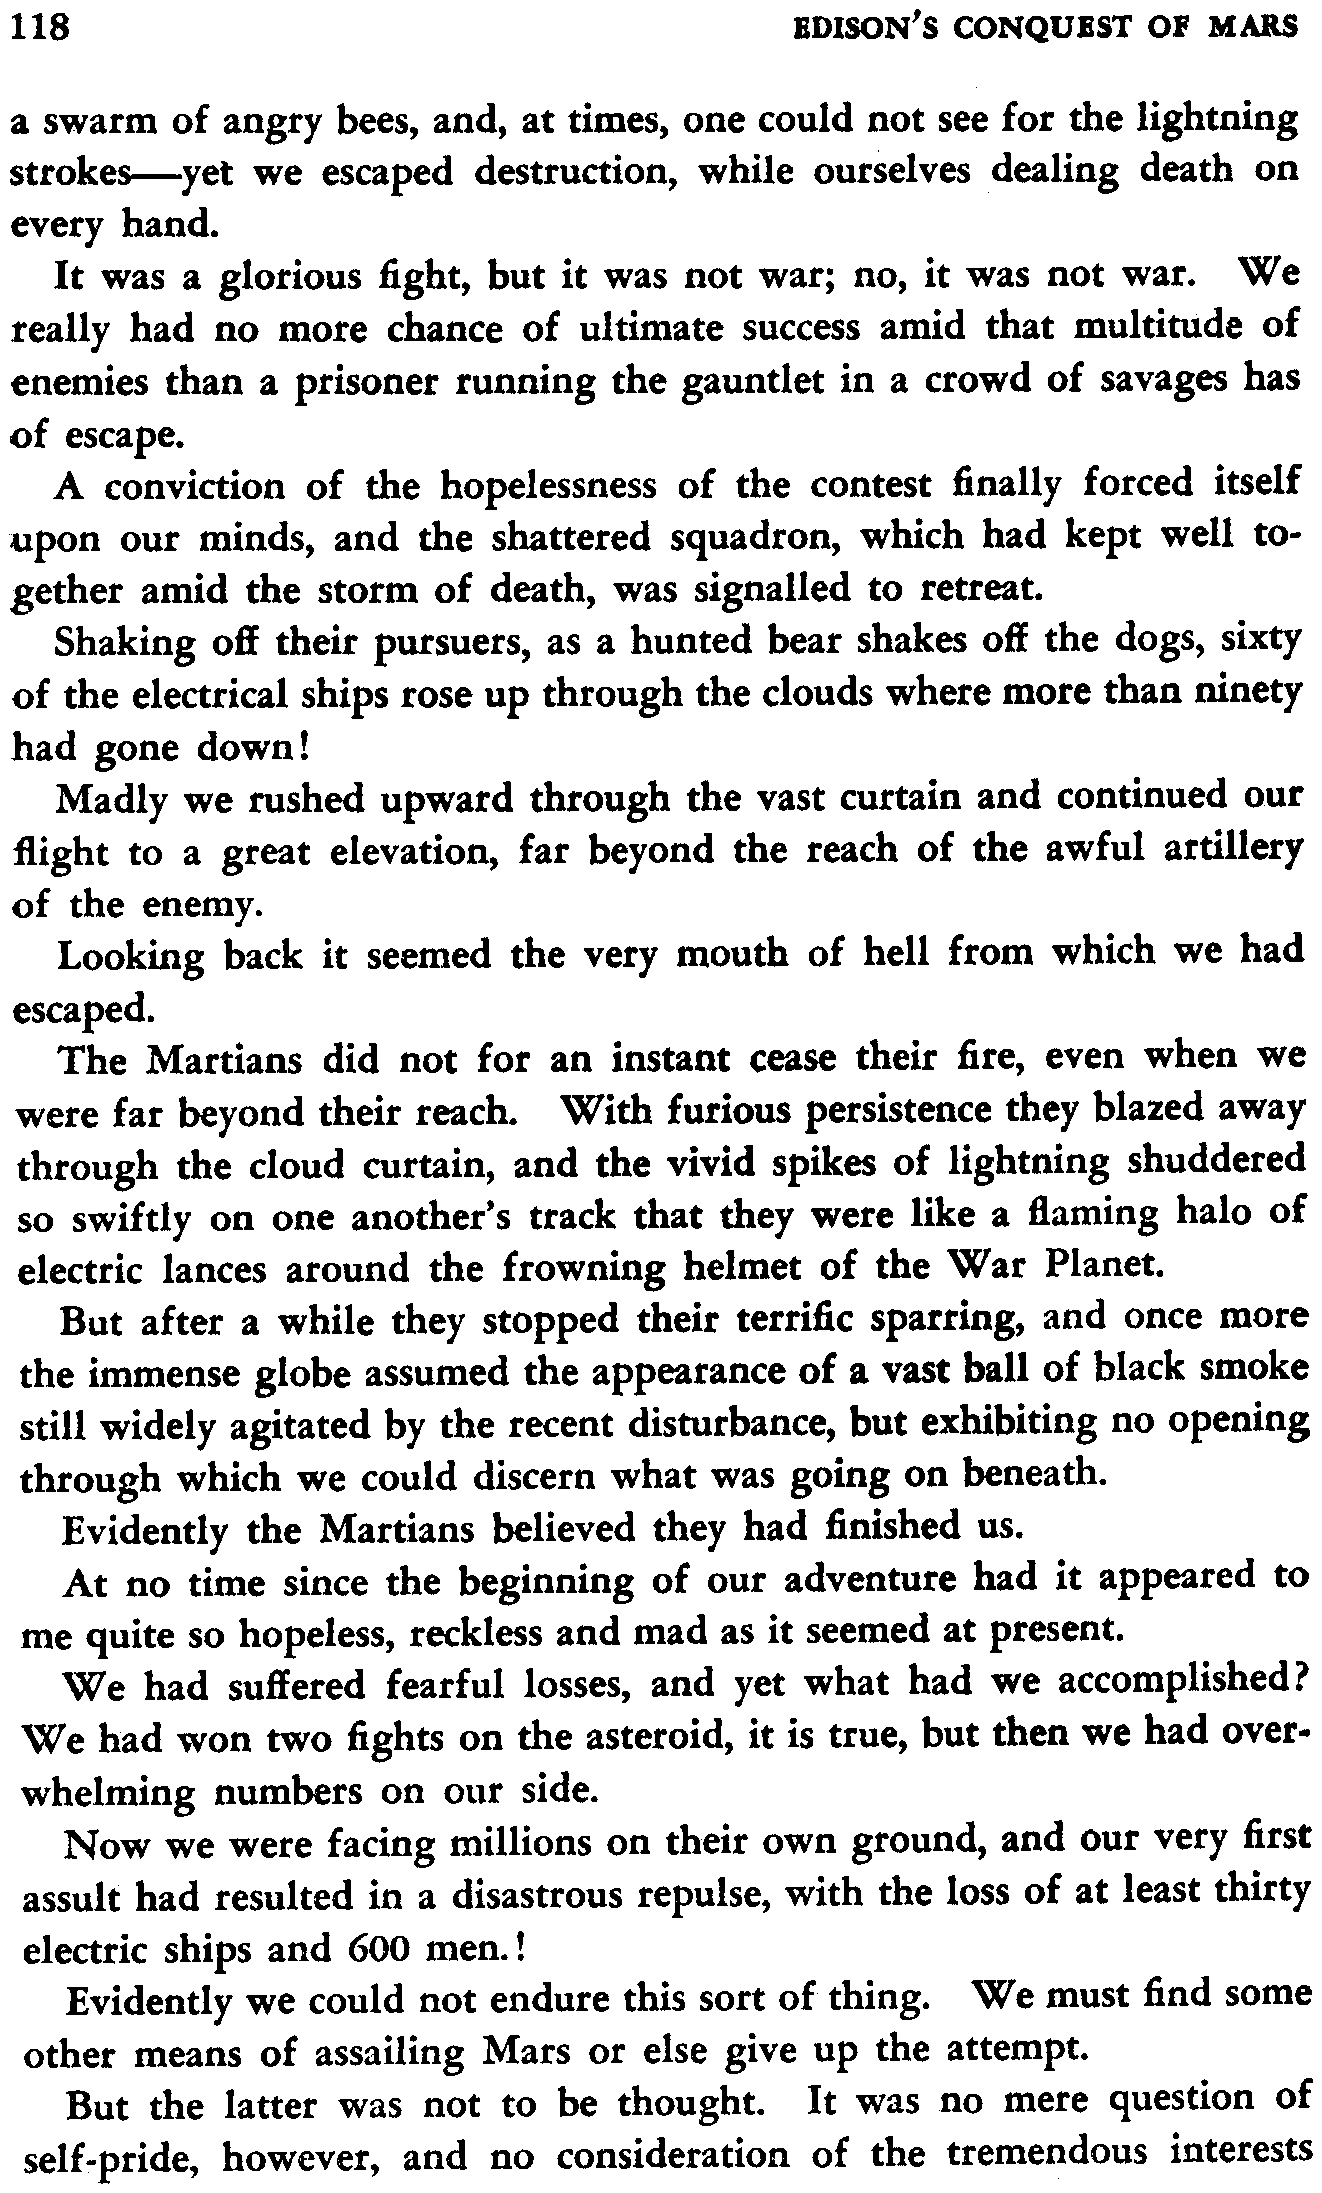 118 EDISON'S CONQUEST OF MARS
a swarm of angry bees, and, at times, one could not see for the lightning
strokes—yet we escaped destruction, while ourselves dealing death on
every hand.
It was a glorious fight, but it was not war; no, it was not war. We
really had no more chance of ultimate success amid that multitude of
enemies than a prisoner running the gauntlet in a crowd of savages has
of escape.
A conviction of the hopelessness of the contest finally forced itself
upon our minds, and the shattered squadron, which had kept well to-
gether amid the storm of death, was signalled to retreat.
Shaking off their pursuers, as a hunted bear shakes off the dogs, sixty
of the electrical ships rose up through the clouds where more than ninety
had gone down!
Madly we rushed upward through the vast curtain and continued our
flight to a great elevation, far beyond the reach of the awful artillery
of the enemy.
Looking back it seemed the very mouth of hell from which we had
escaped.
The Martians did not for an instant cease their fire, even when we
were far beyond their reach. With furious persistence they blazed away
through the cloud curtain, and the vivid spikes of lightning shuddered
so swiftly on one another's track that they were like a flaming halo of
electric lances around the frowning helmet of the War Planet.
But after a while they stopped their terrific sparring, and once more
the immense globe assumed the appearance of a vast ball of black smoke
still widely agitated by the recent disturbance, but exhibiting no opening
through which we could discern what was going on beneath.
Evidently the Martians believed they had finished us.
At no time since the beginning of our adventure had it appeared to
me quite so hopeless, reckless and mad as it seemed at present.
We had suffered fearful losses, and yet what had we accomplished?
We had won two fights on the asteroid, it is true, but then we had over-
whelming numbers on our side.
Now we were facing millions on their own ground, and our very first
assult had resulted in a disastrous repulse, with the loss of at least thirty
electric ships and 600 men.!
Evidently we could not endure this sort of thing. We must find some
other means of assailing Mars or else give up the attempt.
But the latter was not to be thought. It was no mere question of
self-pride, however, and no consideration of the tremendous interests